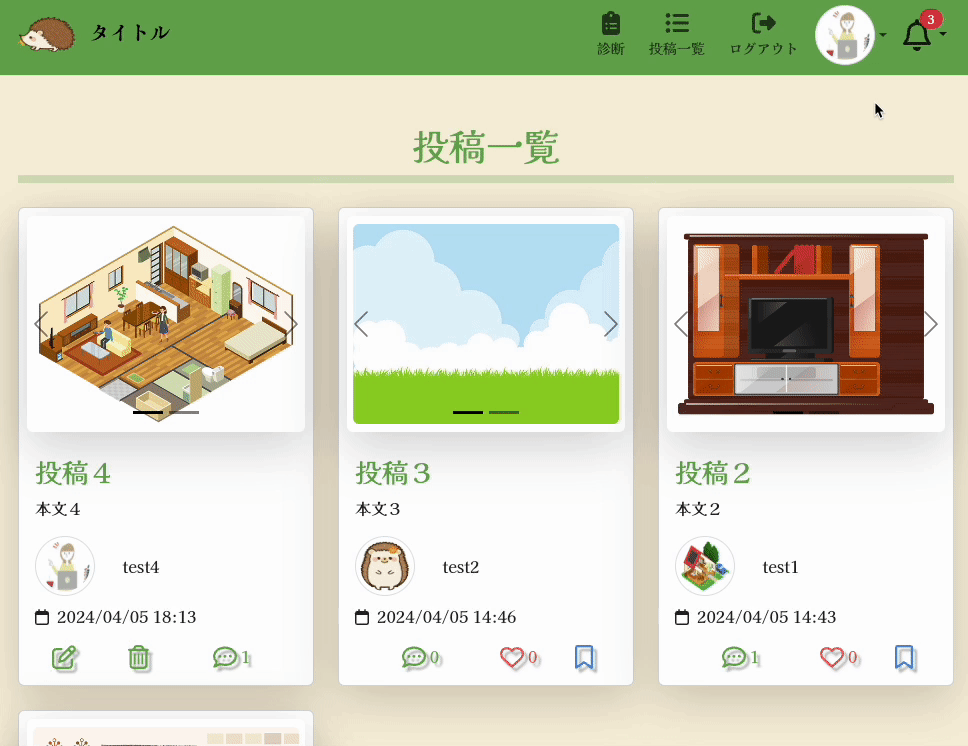 タイトル
診断
投稿一覧
ログアウト
3
投稿一覧
投稿４
本文４
test4
2024/04/05 18:13
1
投稿３
本文３
test2
2024/04/05 14:46
0
0
投稿２
本文２
test1
2024/04/05 14:43
1
0